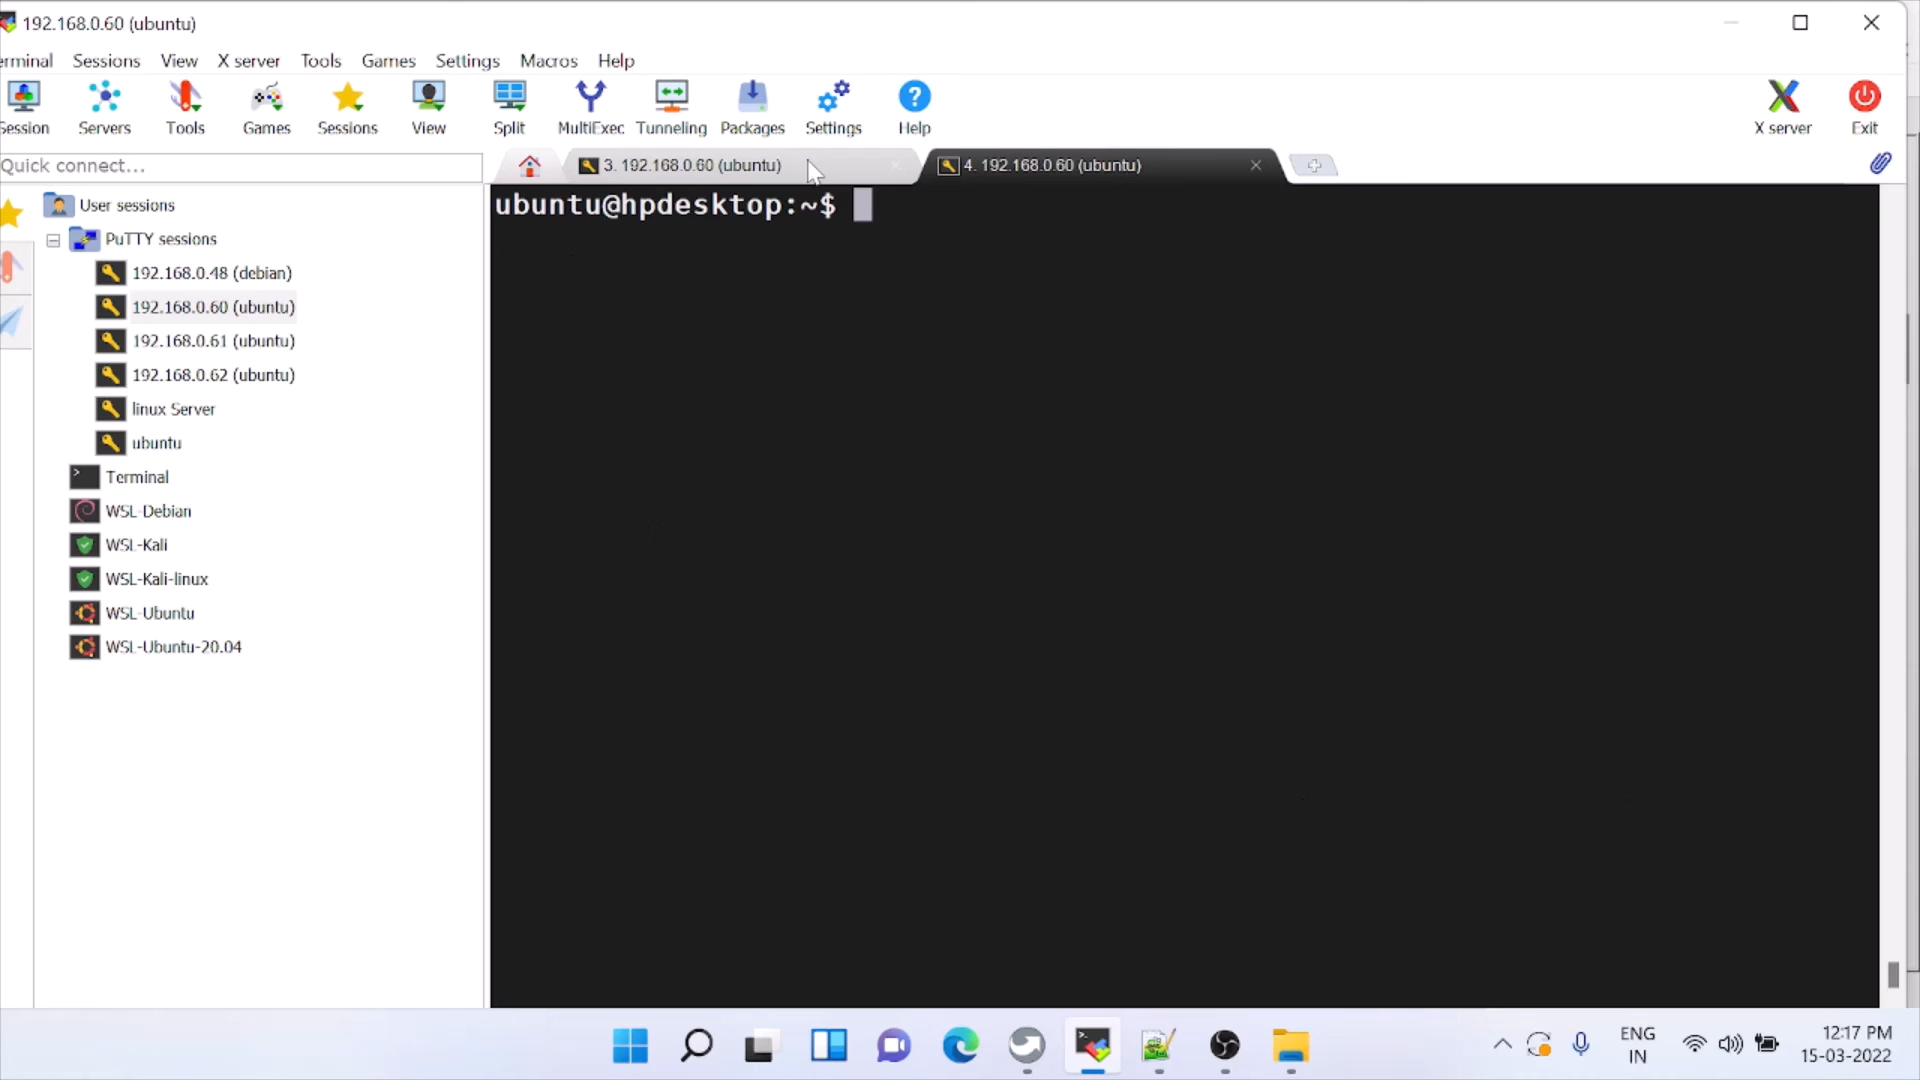 192.168.0.60 (ubuntu)
erminal Sessions View X server Tools Games Settings Macros Help
Session Servers Tools Games Sessions View Split MultiExec Tunneling Packages Settings Help X server Exit
Quick connect...
3. 192.168.0.60 (ubuntu)
4. 192.168.0.60 (ubuntu)
ubuntu@hpdesktop:~$
User sessions
PuTTY sessions
192.168.0.48 (debian)
192.168.0.60 (ubuntu)
192.168.0.61 (ubuntu)
192.168.0.62 (ubuntu)
linux Server
ubuntu
Terminal
WSL-Debian
WSL-Kali
WSL-Kali-linux
WSL-Ubuntu
WSL-Ubuntu-20.04
ENG
IN
12:17 PM
15-03-2022